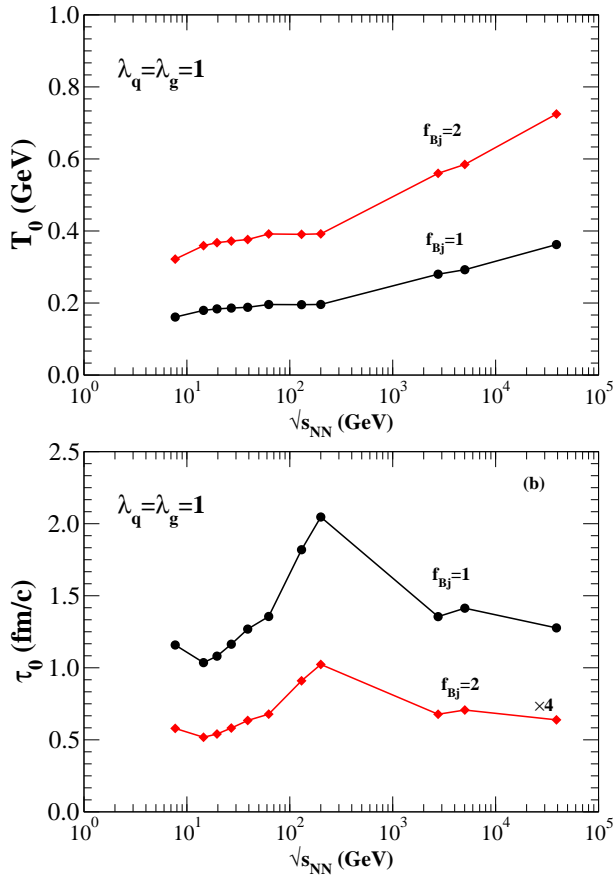 1.0
λq=λg=1
0.8
fBj=2
0.6
T0 (GeV)
0.4
fBj=1
0.2
0.0
10^0 10^1 10^2 10^3 10^4 10^5
√sNN (GeV)
2.5
(b)
λq=λg=1
2.0
fBj=1
1.5
τ0 (fm/c)
1.0
fBj=2
×4
0.5
0.0
10^0 10^1 10^2 10^3 10^4 10^5
√sNN (GeV)